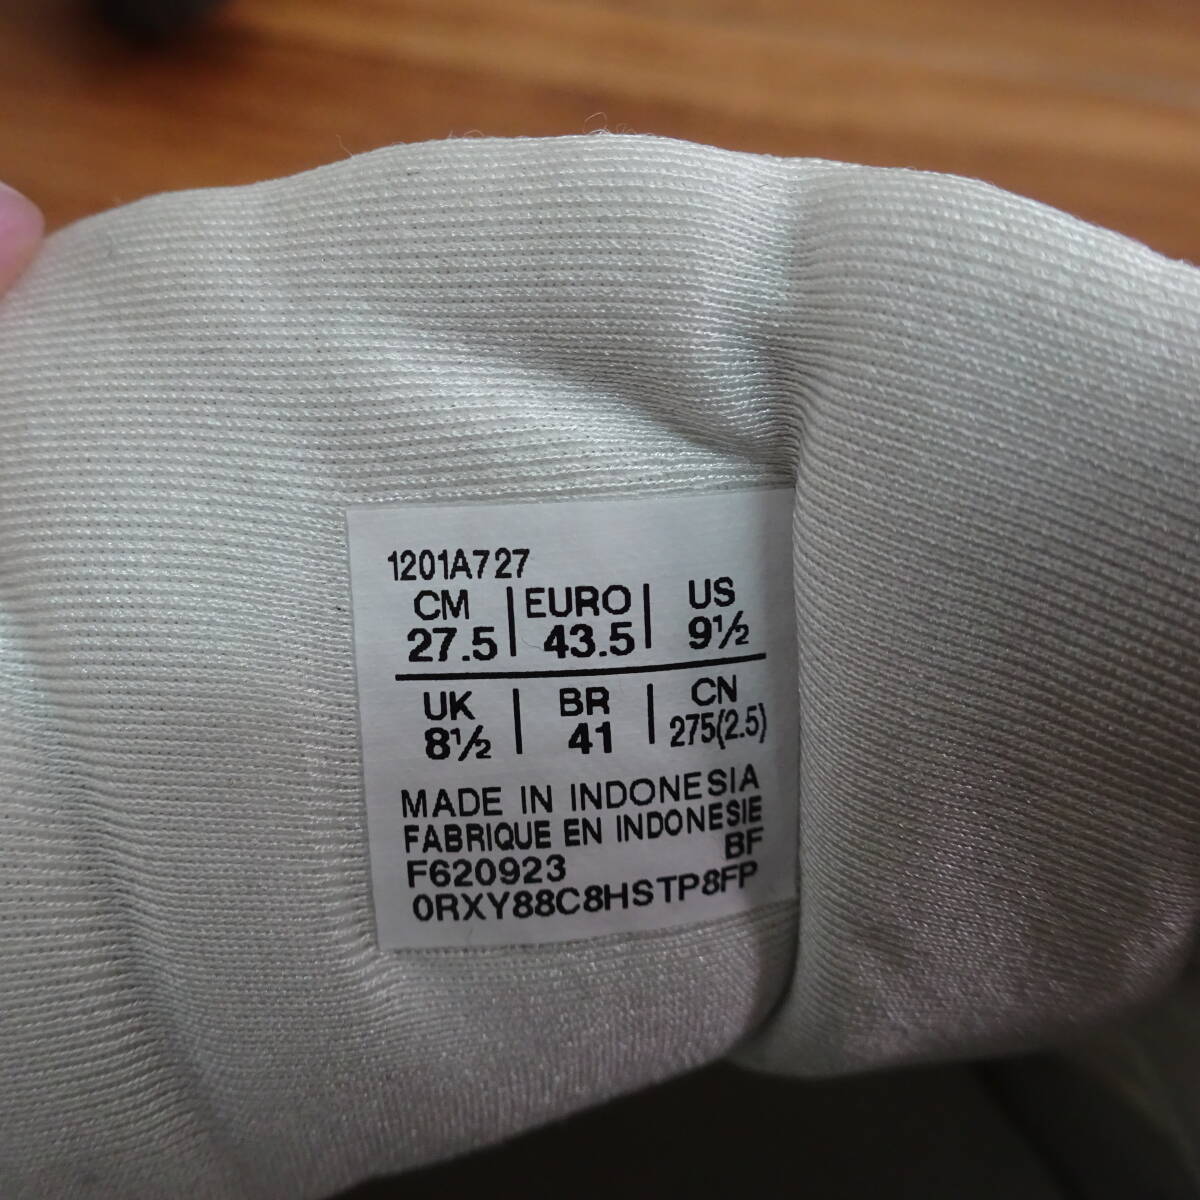 1201A727
CM | EURO | US
27.5 | 43.5 | 9½
UK | BR | CN
8½ | 41 | 275(2.5)
MADE IN INDONESIA
FABRIQUE EN INDONESIE
F620923 BF
0RXY88C8HSTP8FP